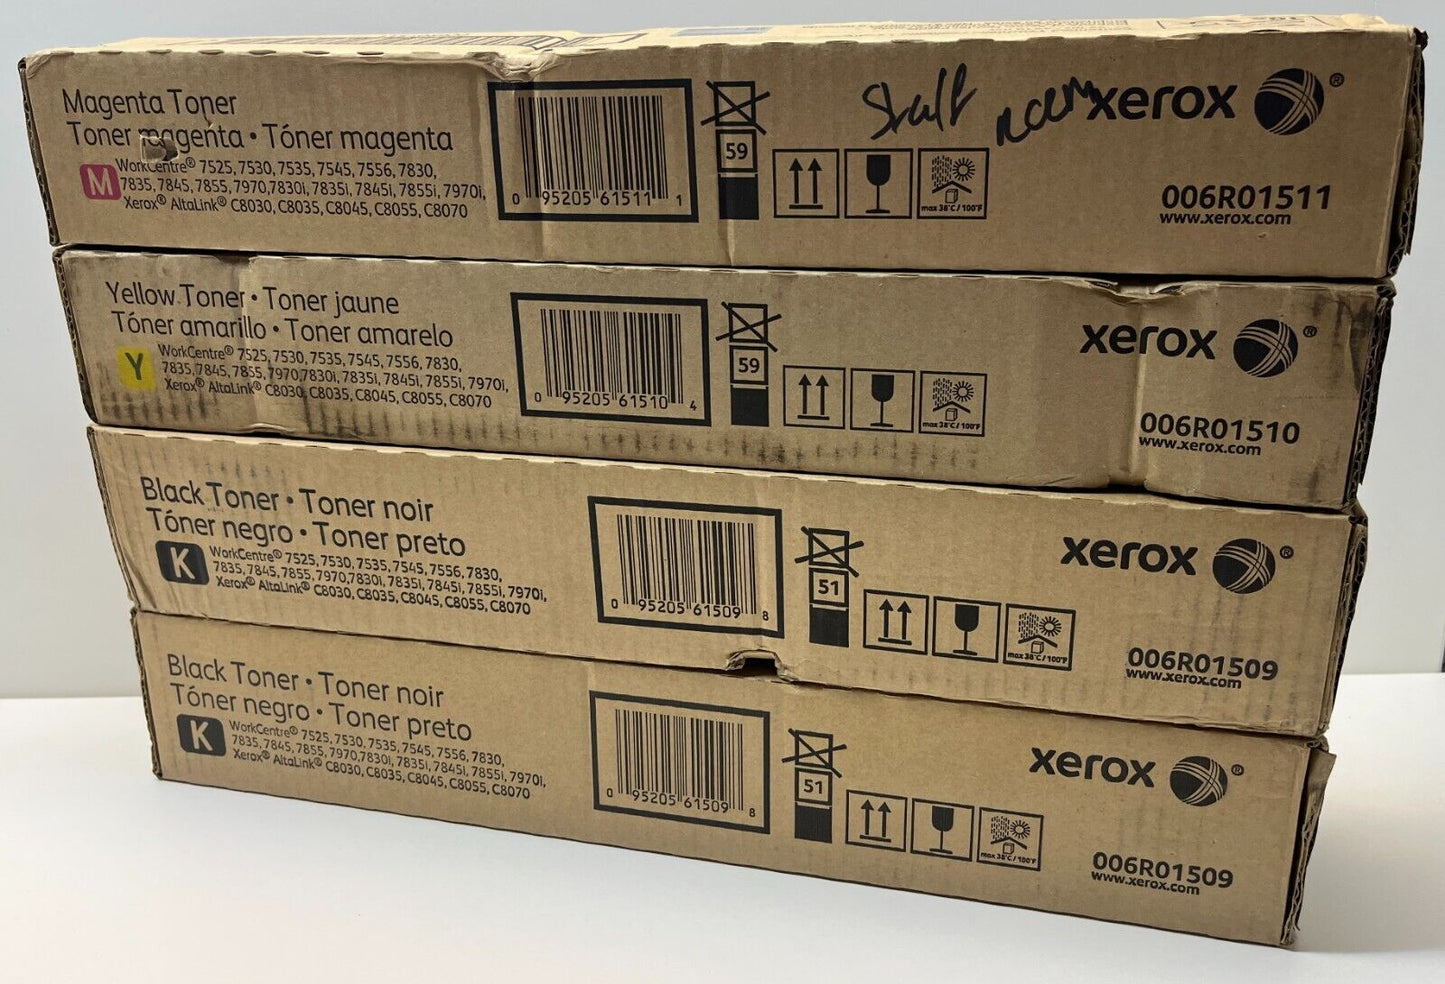 Magenta Toner
Toner magenta • Tóner magenta
M
WorkCentre® 7525, 7530, 7535, 7545, 7556, 7830,
7835, 7845, 7855, 7970,7830i, 7835i, 7845i, 7855i, 7970i,
Xerox® AltaLink® C8030, C8035, C8045, C8055, C8070
0 95205 61511 1
59
max 38°C / 100°F
Staff room
xerox ®
006R01511
www.xerox.com
Yellow Toner • Toner jaune
Tóner amarillo • Toner amarelo
Y
WorkCentre® 7525, 7530, 7535, 7545, 7556, 7830,
7835, 7845, 7855, 7970,7830i, 7835i, 7845i, 7855i, 7970i,
Xerox® AltaLink® C8030, C8035, C8045, C8055, C8070
0 95205 61510 4
59
max 38°C / 100°F
xerox ®
006R01510
www.xerox.com
Black Toner • Toner noir
Tóner negro • Toner preto
K
WorkCentre® 7525, 7530, 7535, 7545, 7556, 7830,
7835, 7845, 7855, 7970,7830i, 7835i, 7845i, 7855i, 7970i,
Xerox® AltaLink® C8030, C8035, C8045, C8055, C8070
0 95205 61509 8
51
max 38°C / 100°F
xerox ®
006R01509
www.xerox.com
Black Toner • Toner noir
Tóner negro • Toner preto
K
WorkCentre® 7525, 7530, 7535, 7545, 7556, 7830,
7835, 7845, 7855, 7970,7830i, 7835i, 7845i, 7855i, 7970i,
Xerox® AltaLink® C8030, C8035, C8045, C8055, C8070
0 95205 61509 8
51
max 38°C / 100°F
xerox ®
006R01509
www.xerox.com